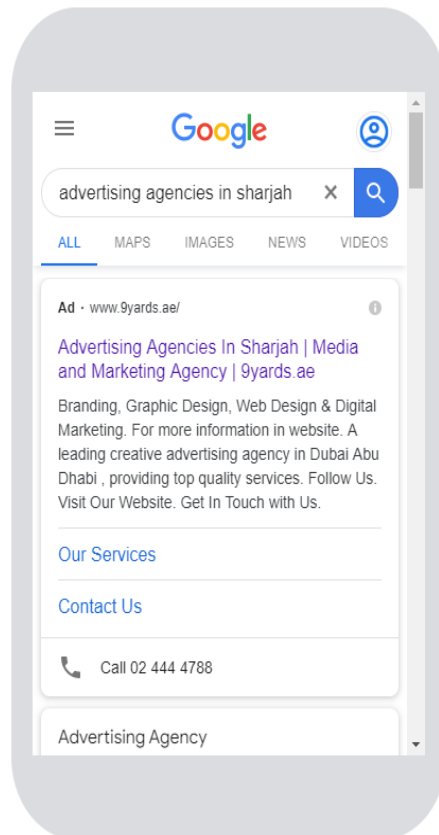 Google
advertising agencies in sharjah
ALL MAPS IMAGES NEWS VIDEOS
Ad · www.9yards.ae/
Advertising Agencies In Sharjah | Media
and Marketing Agency | 9yards.ae
Branding, Graphic Design, Web Design & Digital
Marketing. For more information in website. A
leading creative advertising agency in Dubai Abu
Dhabi , providing top quality services. Follow Us.
Visit Our Website. Get In Touch with Us.
Our Services
Contact Us
Call 02 444 4788
Advertising Agency